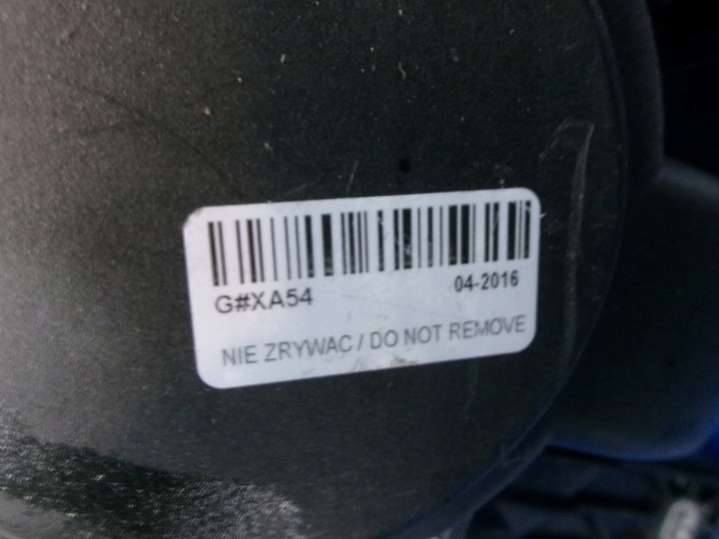 G#XA54 04-2016
NIE ZRYWAC / DO NOT REMOVE